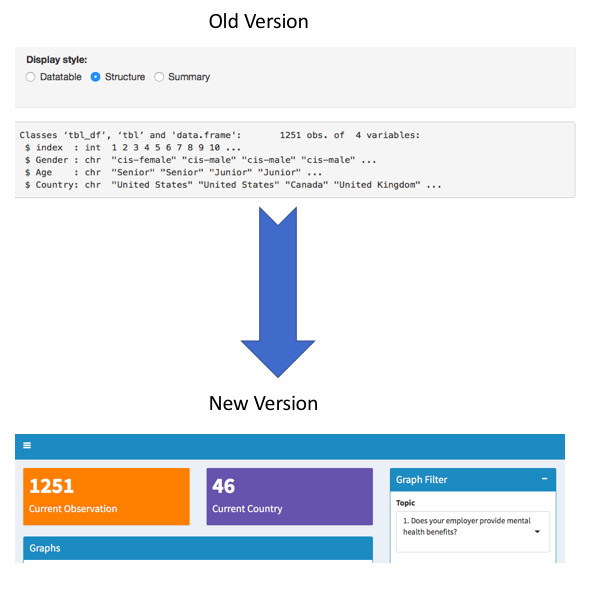 Old Version
Display style:
Datatable Structure Summary
Classes ‘tbl_df’, ‘tbl’ and 'data.frame': 1251 obs. of 4 variables:
$ index : int 1 2 3 4 5 6 7 8 9 10 ...
$ Gender : chr "cis-female" "cis-male" "cis-male" "cis-male" ...
$ Age : chr "Senior" "Senior" "Junior" "Junior" ...
$ Country: chr "United States" "United States" "Canada" "United Kingdom" ...
New Version
1251
Current Observation
46
Current Country
Graph Filter
Topic
1. Does your employer provide mental
health benefits?
Graphs